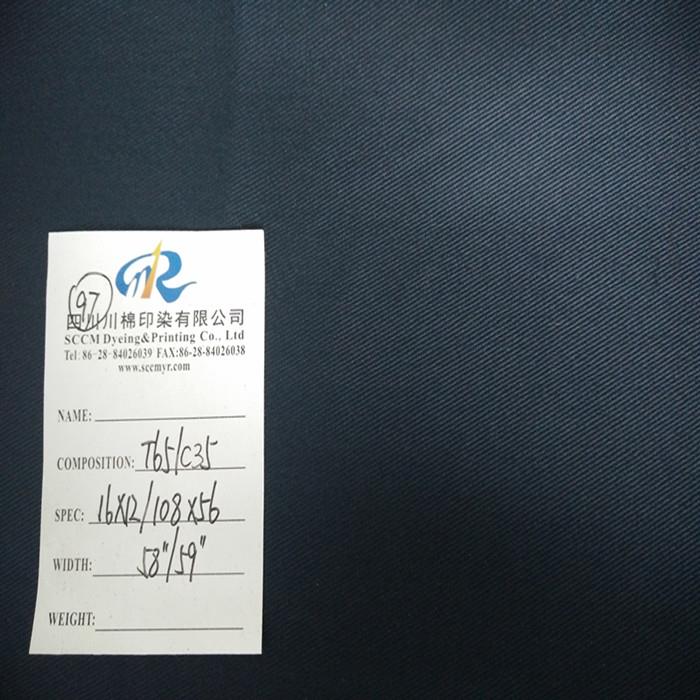 97
四川川棉印染有限公司
SCCM Dyeing&Printing Co., Ltd
Tel: 86-28-84026039 FAX:86-28-84026038
www.sccmyr.com
NAME:
COMPOSITION: T65/C35
SPEC: 16X12/108X56
WIDTH: 58"/59"
WEIGHT: